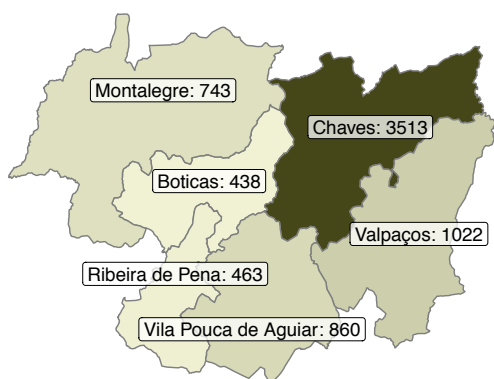 Montalegre: 743
Chaves: 3513
Boticas: 438
Valpaços: 1022
Ribeira de Pena: 463
Vila Pouca de Aguiar: 860